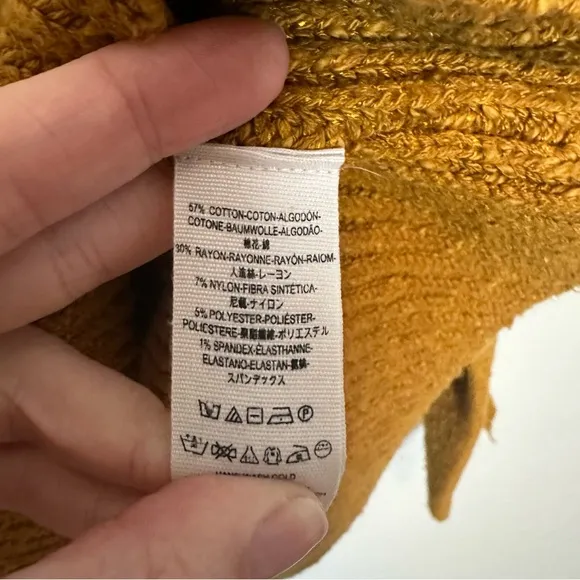 57% COTTON-COTON-ALGODÓN-
COTONE-BAUMWOLLE-ALGODÃO-
棉花-綿
30% RAYON-RAYONNE-RAYÓN-RAIOM-
人造絲-レーヨン
7% NYLON-FIBRA SINTÉTICA-
尼龍-ナイロン
5% POLYESTER-POLIÉSTER-
POLIESTERE-聚酯纖維-ポリエステル
1% SPANDEX-ÉLASTHANNE-
ELASTANO-ELASTAN-氨綸-
スパンデックス
P